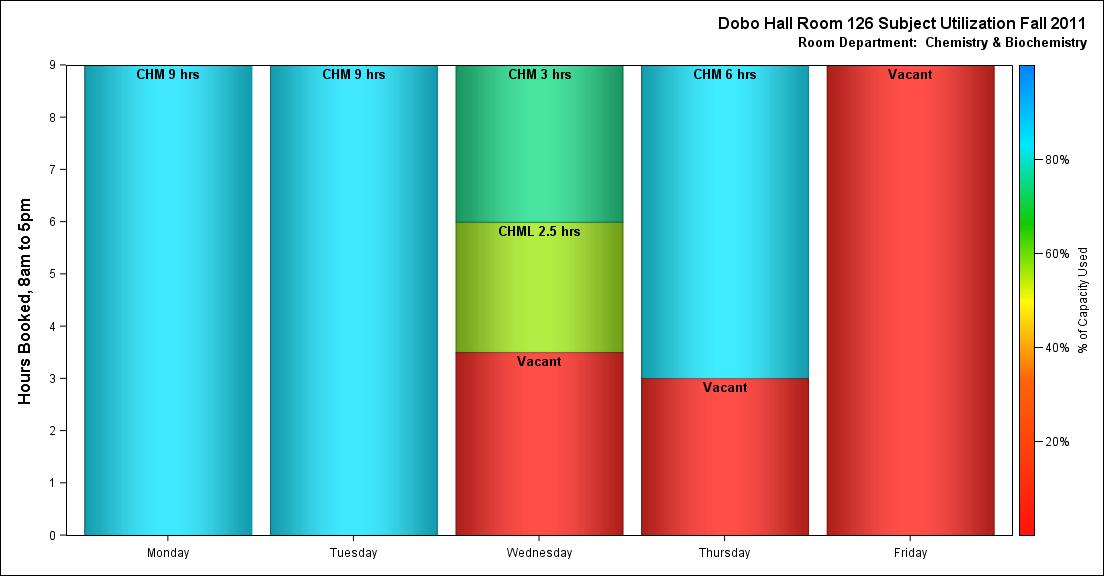 Dobo Hall Room 126 Subject Utilization Fall 2011
Room Department:  Chemistry & Biochemistry
Hours Booked, 8am to 5pm
9
8
7
6
5
4
3
2
1
0
CHM 9 hrs
CHM 9 hrs
CHM 3 hrs
CHML 2.5 hrs
Vacant
CHM 6 hrs
Vacant
Vacant
Monday
Tuesday
Wednesday
Thursday
Friday
80%
60%
40%
20%
% of Capacity Used